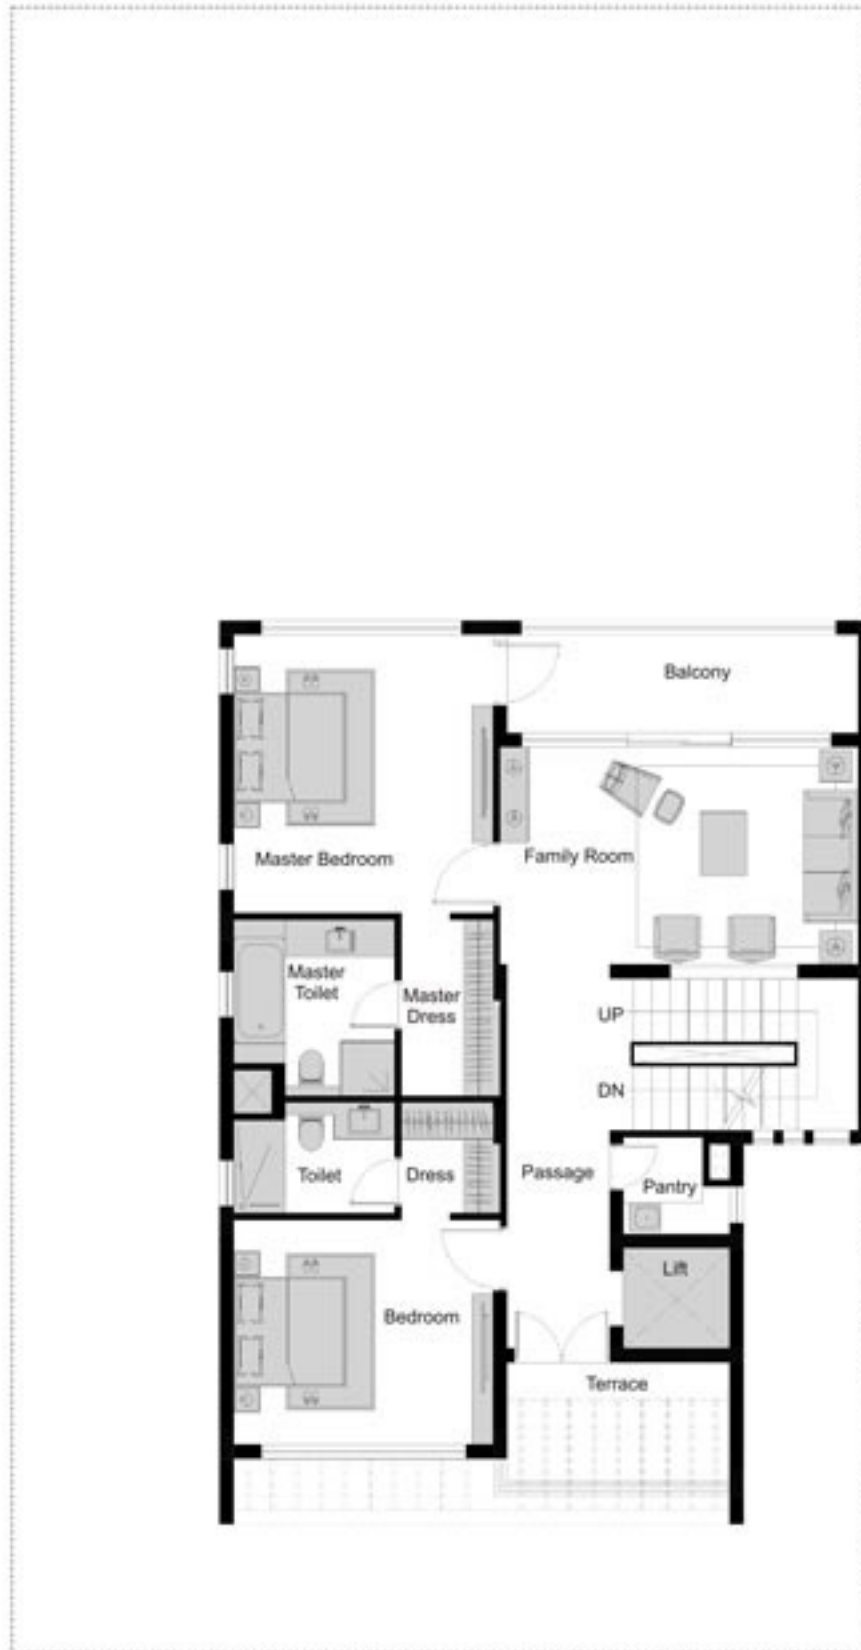 Balcony
Master Bedroom
Family Room
Master
Toilet
Master
Dress
UP
DN
Toilet
Dress
Passage
Pantry
Lift
Bedroom
Terrace